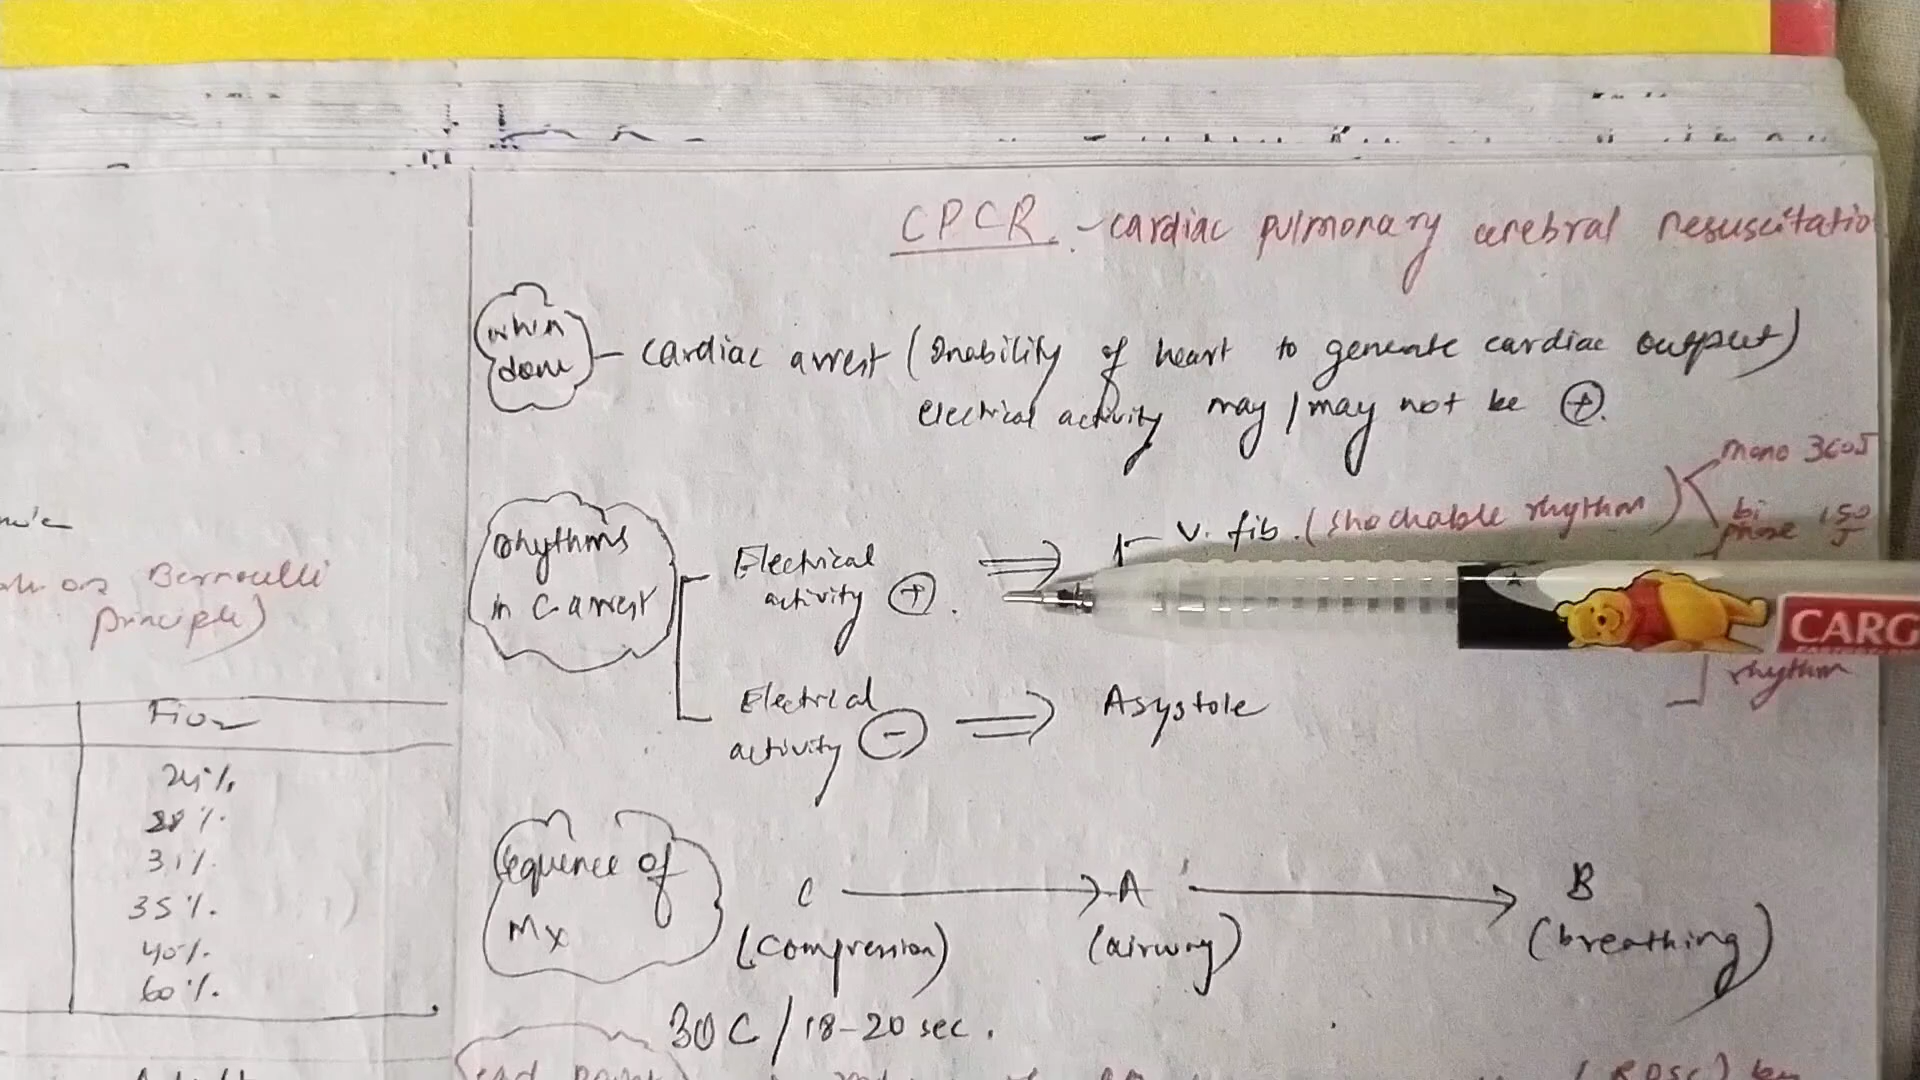 CPCR - cardiac pulmonary cerebral resuscitatio
when done - cardiac arrest (Inability of heart to generate cardiac output)
Electrical activity may / may not be +.
mono 360J
bi phase 150 J
rhythms in C arrest
Electrical activity + . ⇒ V. fib. (shockable rhythm)
CARG
rhythm
Electrical activity - ⇒ Asystole
Sequence of Mx
C → A → B
(compression) (airway) (breathing)
30 C / 18-20 sec.
Bernoulli
principle)
Fio2
24%.
28%.
31%.
35%.
40%.
60%.